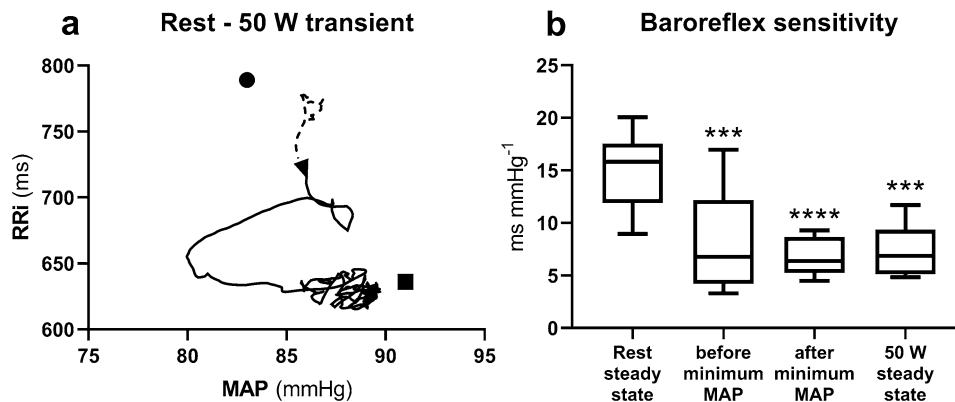 a Rest - 50 W transient
800
750
700
650
600
RRi (ms)
75 80 85 90 95
MAP (mmHg)
b Baroreflex sensitivity
25
20
15
10
5
0
ms mmHg⁻¹
***
****
***
Rest steady state
before minimum MAP
after minimum MAP
50 W steady state